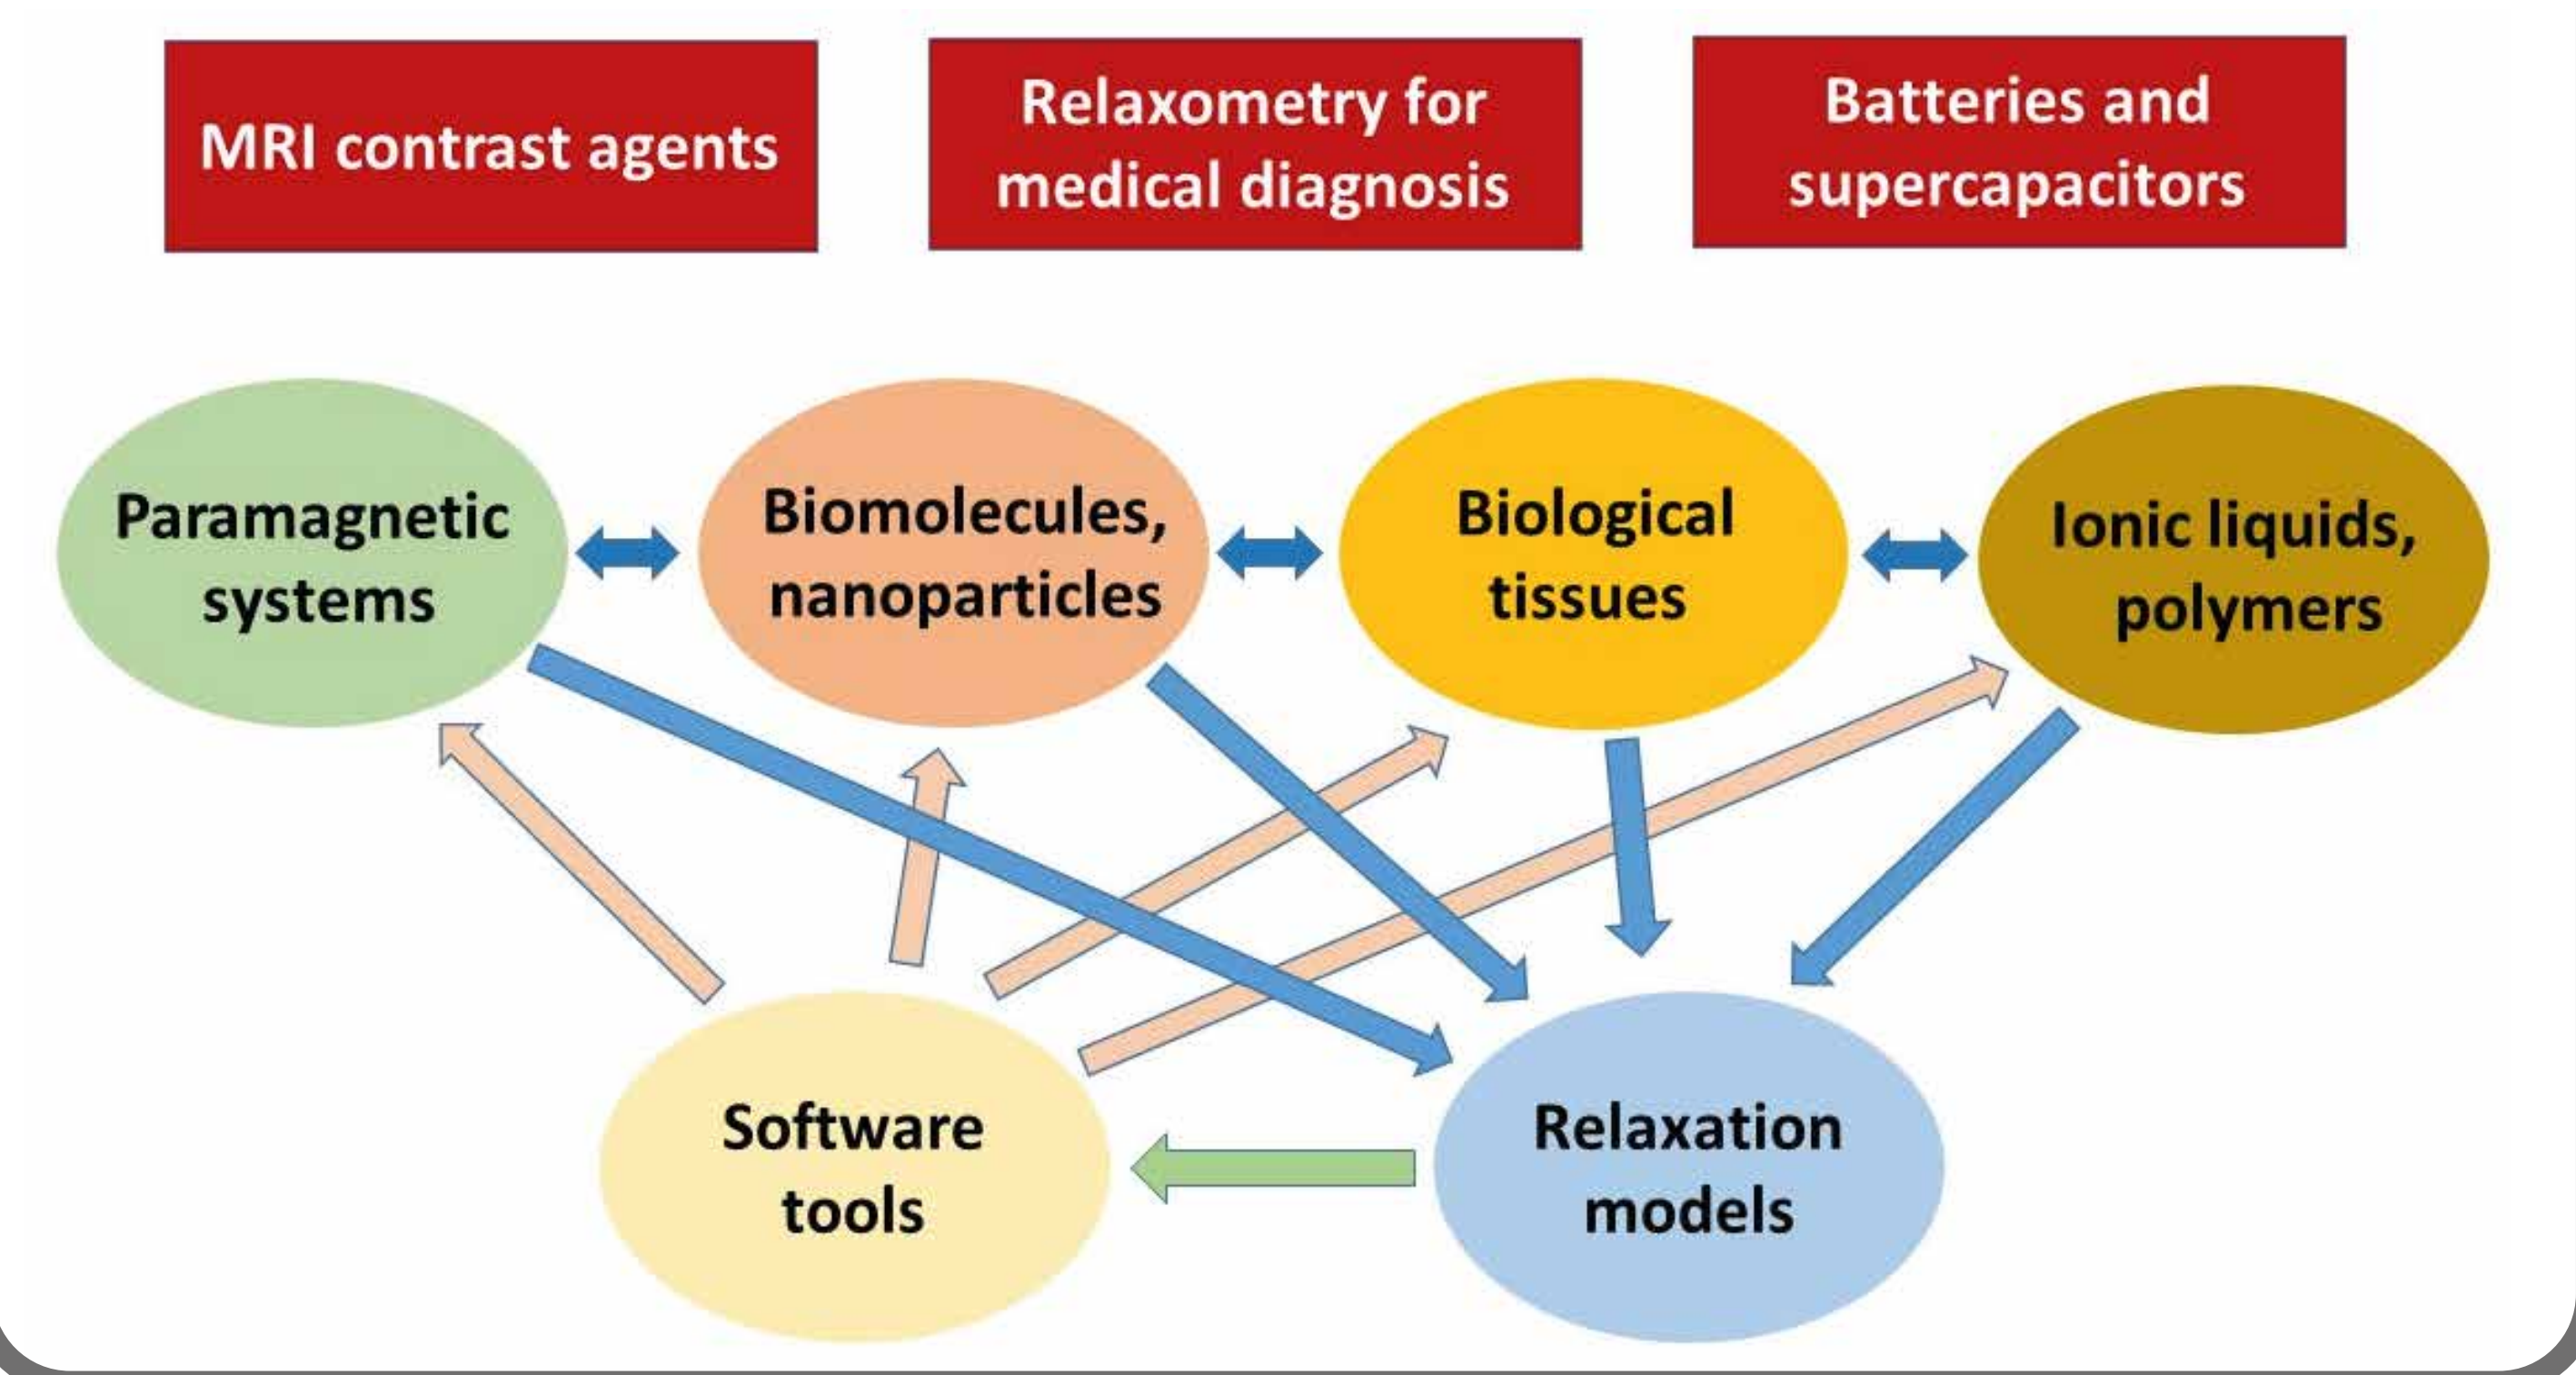 MRI contrast agents
Relaxometry for
medical diagnosis
Batteries and
supercapacitors
Paramagnetic
systems
Biomolecules,
nanoparticles
Biological
tissues
Ionic liquids,
polymers
Software
tools
Relaxation
models